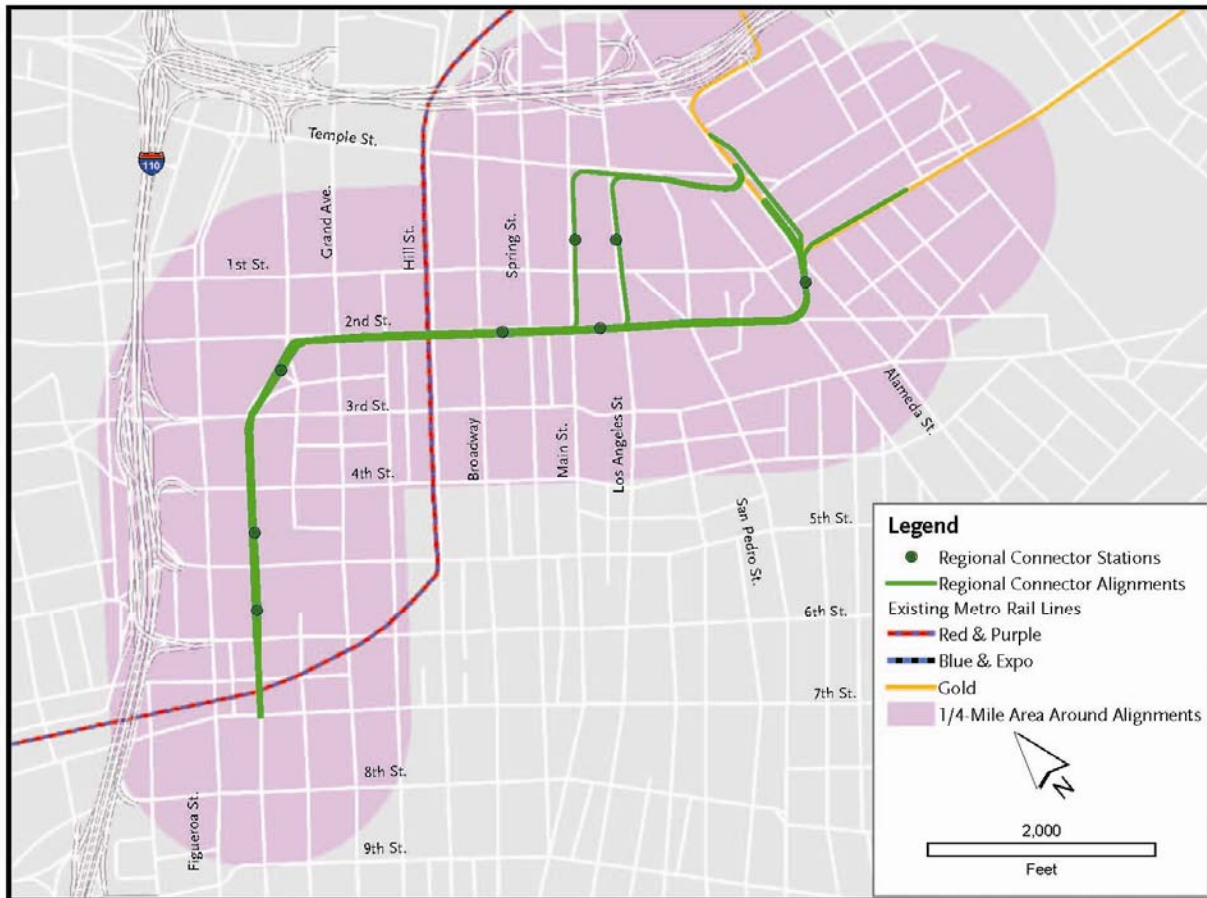 Temple St.
110
Grand Ave.
Hill St.
Spring St.
1st St.
2nd St.
3rd St.
Alameda St.
4th St.
Broadway
Main St.
Los Angeles St
San Pedro St.
5th St.
6th St.
7th St.
8th St.
Figueroa St.
9th St.
Legend
Regional Connector Stations
Regional Connector Alignments
Existing Metro Rail Lines
Red & Purple
Blue & Expo
Gold
1/4-Mile Area Around Alignments
N
2,000
Feet